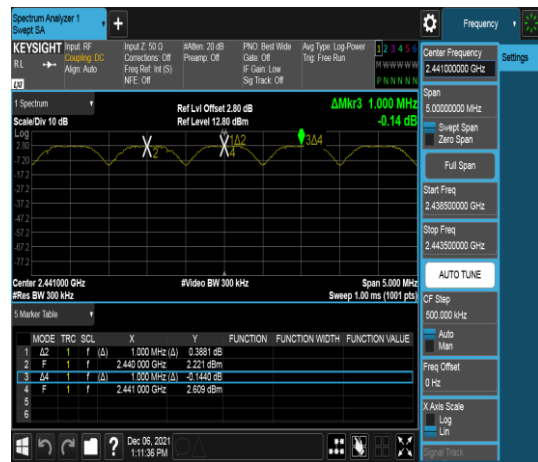 Spectrum Analyzer 1
Swept SA
+
Frequency
KEYSIGHT
RL
Input: RF
Coupling: DC
Align: Auto
Input Z: 50 Ω
Corrections: Off
Freq Ref: Int (S)
NFE: Off
#Atten: 20 dB
Preamp: Off
PNO: Best Wide
Gate: Off
IF Gain: Low
Sig Track: Off
Avg Type: Log-Power
Trig: Free Run
1 2 3 4 5 6
M W W W W W
P N N N N N
LXI
1 Spectrum
Scale/Div 10 dB
Ref Lvl Offset 2.80 dB
Ref Level 12.80 dBm
ΔMkr3 1.000 MHz
-0.14 dB
Log
2.80
-7.20
-17.2
-27.2
-37.2
-47.2
-57.2
-67.2
-77.2
2
1Δ2
4
3Δ4
Center 2.441000 GHz
#Res BW 300 kHz
#Video BW 300 kHz
Span 5.000 MHz
Sweep 1.00 ms (1001 pts)
5 Marker Table
MODE TRC SCL X Y FUNCTION FUNCTION WIDTH FUNCTION VALUE
1 Δ2 1 f (Δ) 1.000 MHz (Δ) 0.3881 dB
2 F 1 f 2.440 000 GHz 2.221 dBm
3 Δ4 1 f (Δ) 1.000 MHz (Δ) -0.1440 dB
4 F 1 f 2.441 000 GHz 2.609 dBm
5
6
?
Dec 06, 2021
1:11:36 PM
Center Frequency
2.441000000 GHz
Settings
Span
5.00000000 MHz
Swept Span
Zero Span
Full Span
Start Freq
2.438500000 GHz
Stop Freq
2.443500000 GHz
AUTO TUNE
CF Step
500.000 kHz
Auto
Man
Freq Offset
0 Hz
X Axis Scale
Log
Lin
Signal Track